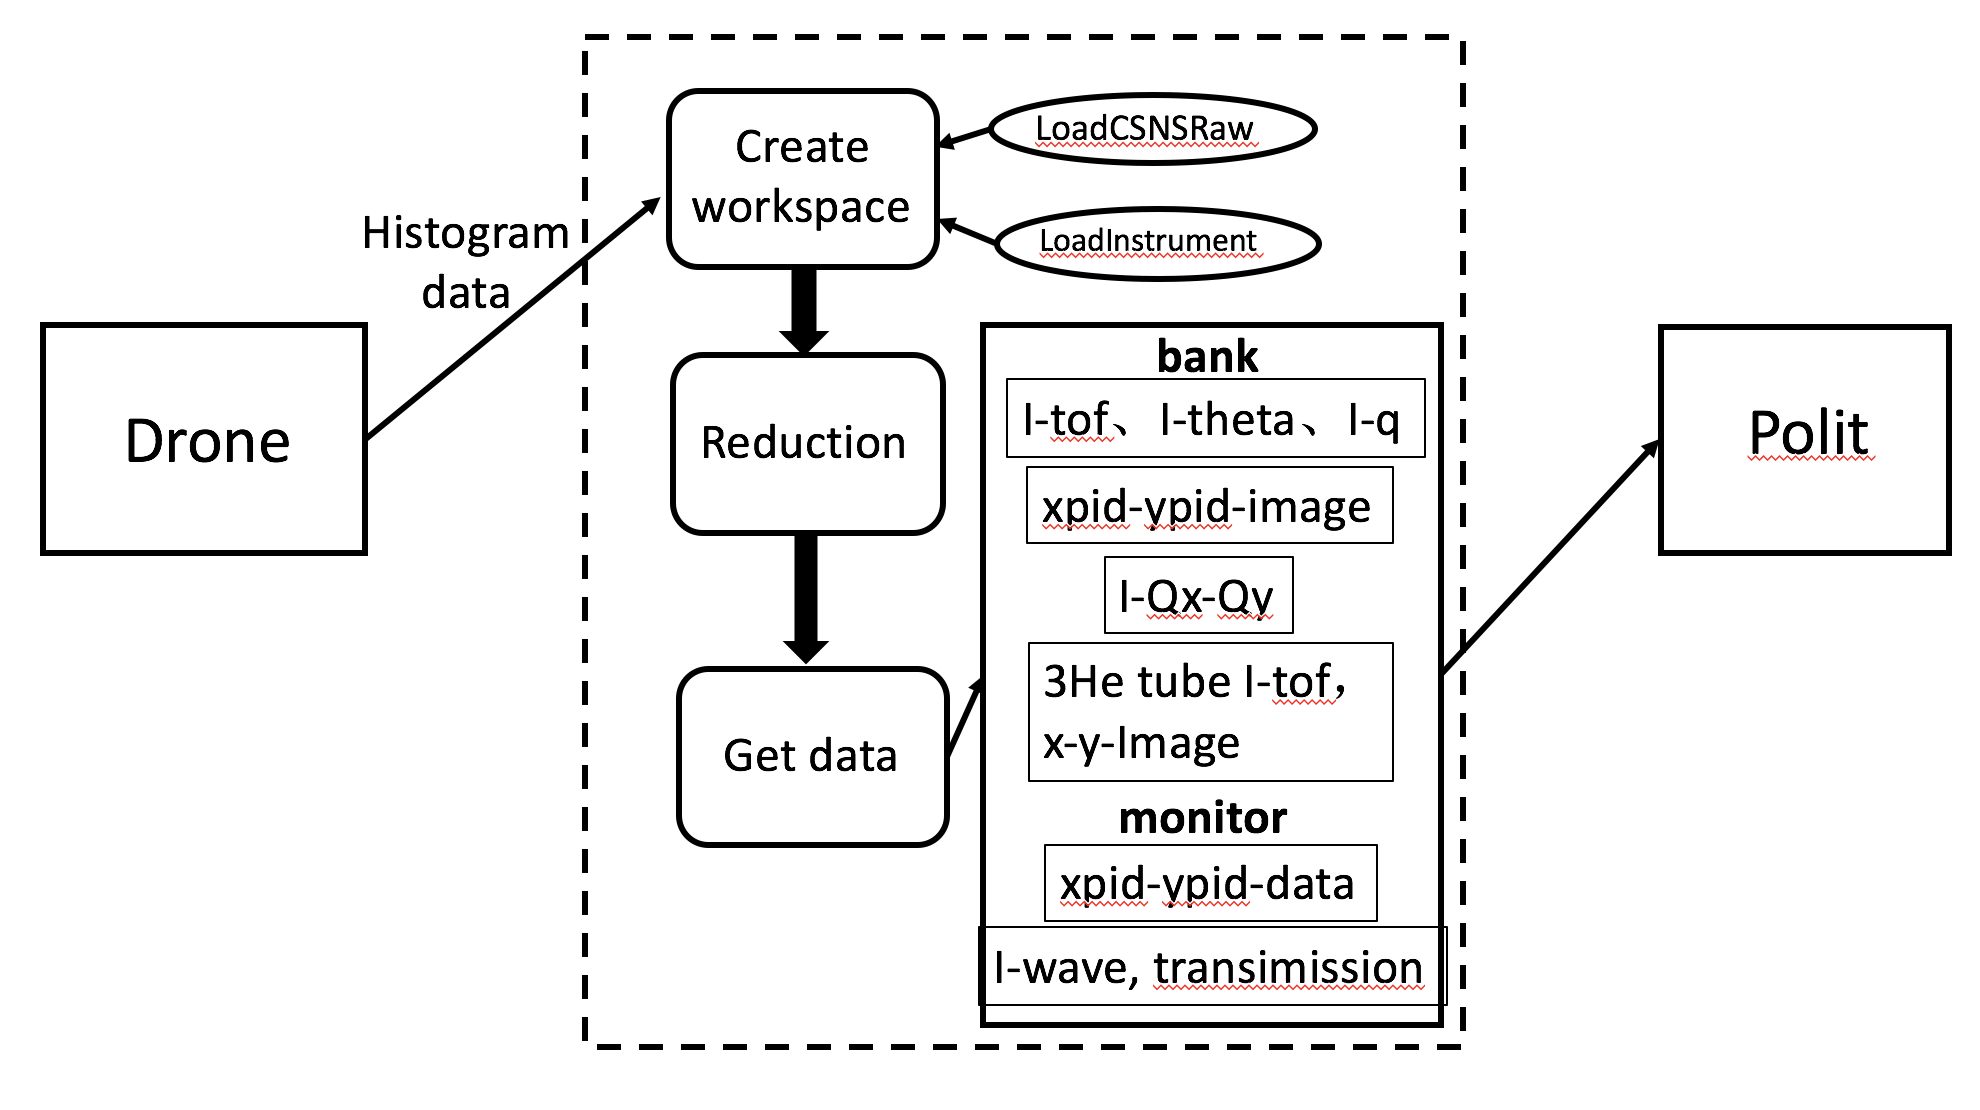 Create
workspace
LoadCSNSRaw
LoadInstrument
Histogram
data
Drone
Reduction
Get data
bank
I-tof、I-theta、I-q
xpid-ypid-image
I-Qx-Qy
3He tube I-tof，
x-y-Image
monitor
xpid-ypid-data
I-wave, transimission
Polit